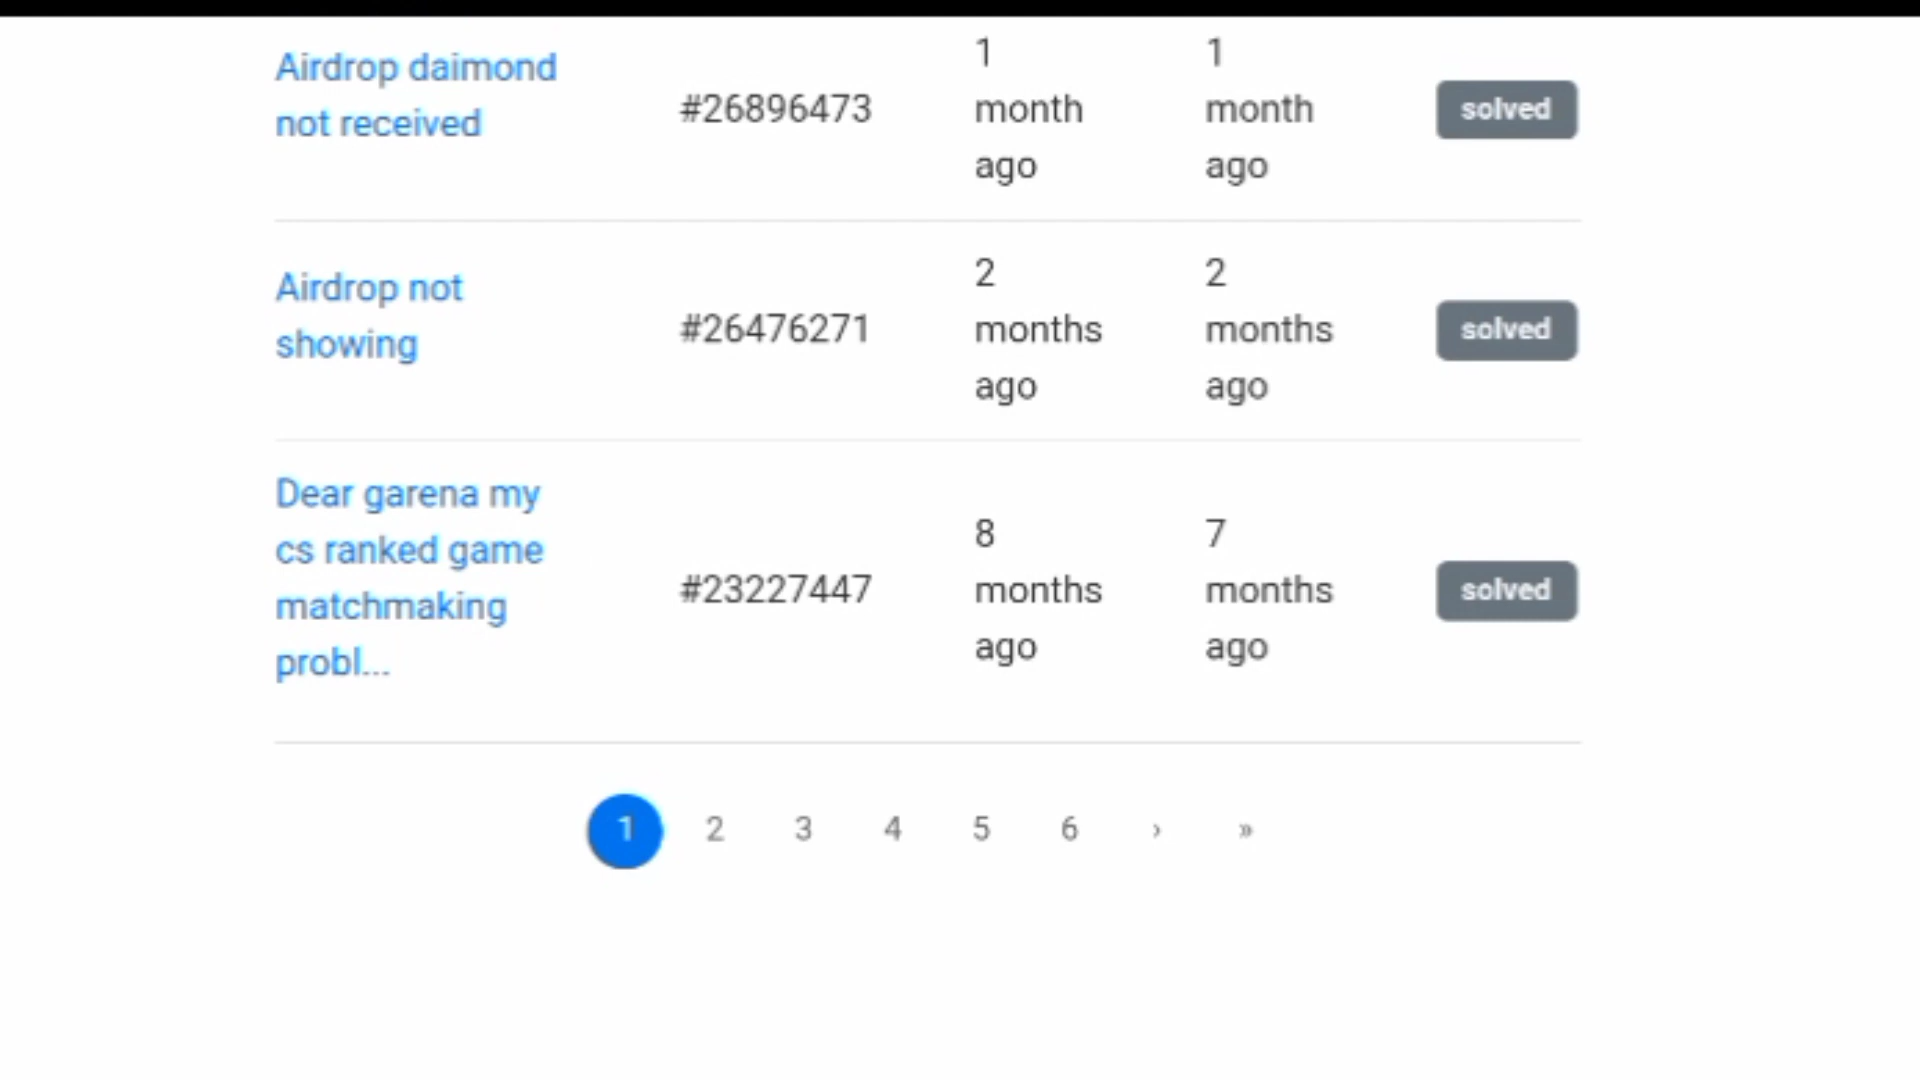 Airdrop daimond
not received
#26896473
1
month
ago
1
month
ago
solved
Airdrop not
showing
#26476271
2
months
ago
2
months
ago
solved
Dear garena my
cs ranked game
matchmaking
probl...
#23227447
8
months
ago
7
months
ago
solved
1 2 3 4 5 6 › »